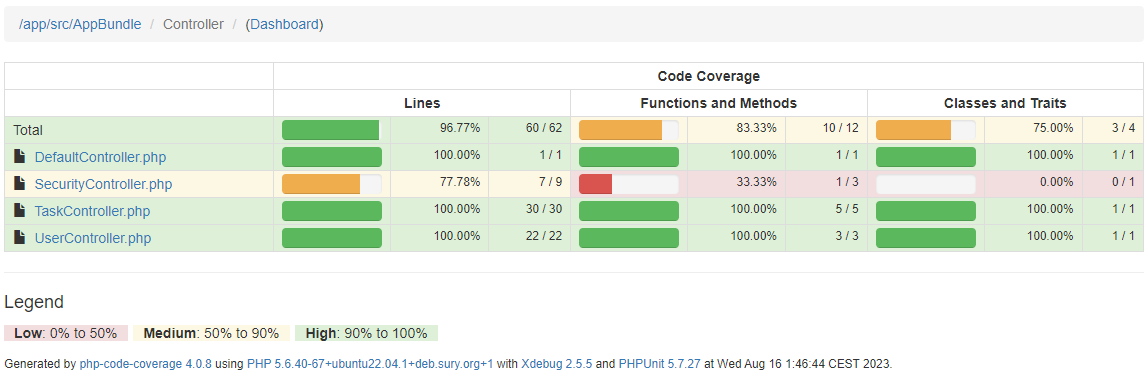 /app/src/AppBundle / Controller / (Dashboard)
Code Coverage
Lines Functions and Methods Classes and Traits
Total 96.77% 60 / 62 83.33% 10 / 12 75.00% 3 / 4
DefaultController.php 100.00% 1 / 1 100.00% 1 / 1 100.00% 1 / 1
SecurityController.php 77.78% 7 / 9 33.33% 1 / 3 0.00% 0 / 1
TaskController.php 100.00% 30 / 30 100.00% 5 / 5 100.00% 1 / 1
UserController.php 100.00% 22 / 22 100.00% 3 / 3 100.00% 1 / 1
Legend
Low: 0% to 50% Medium: 50% to 90% High: 90% to 100%
Generated by php-code-coverage 4.0.8 using PHP 5.6.40-67+ubuntu22.04.1+deb.sury.org+1 with Xdebug 2.5.5 and PHPUnit 5.7.27 at Wed Aug 16 1:46:44 CEST 2023.